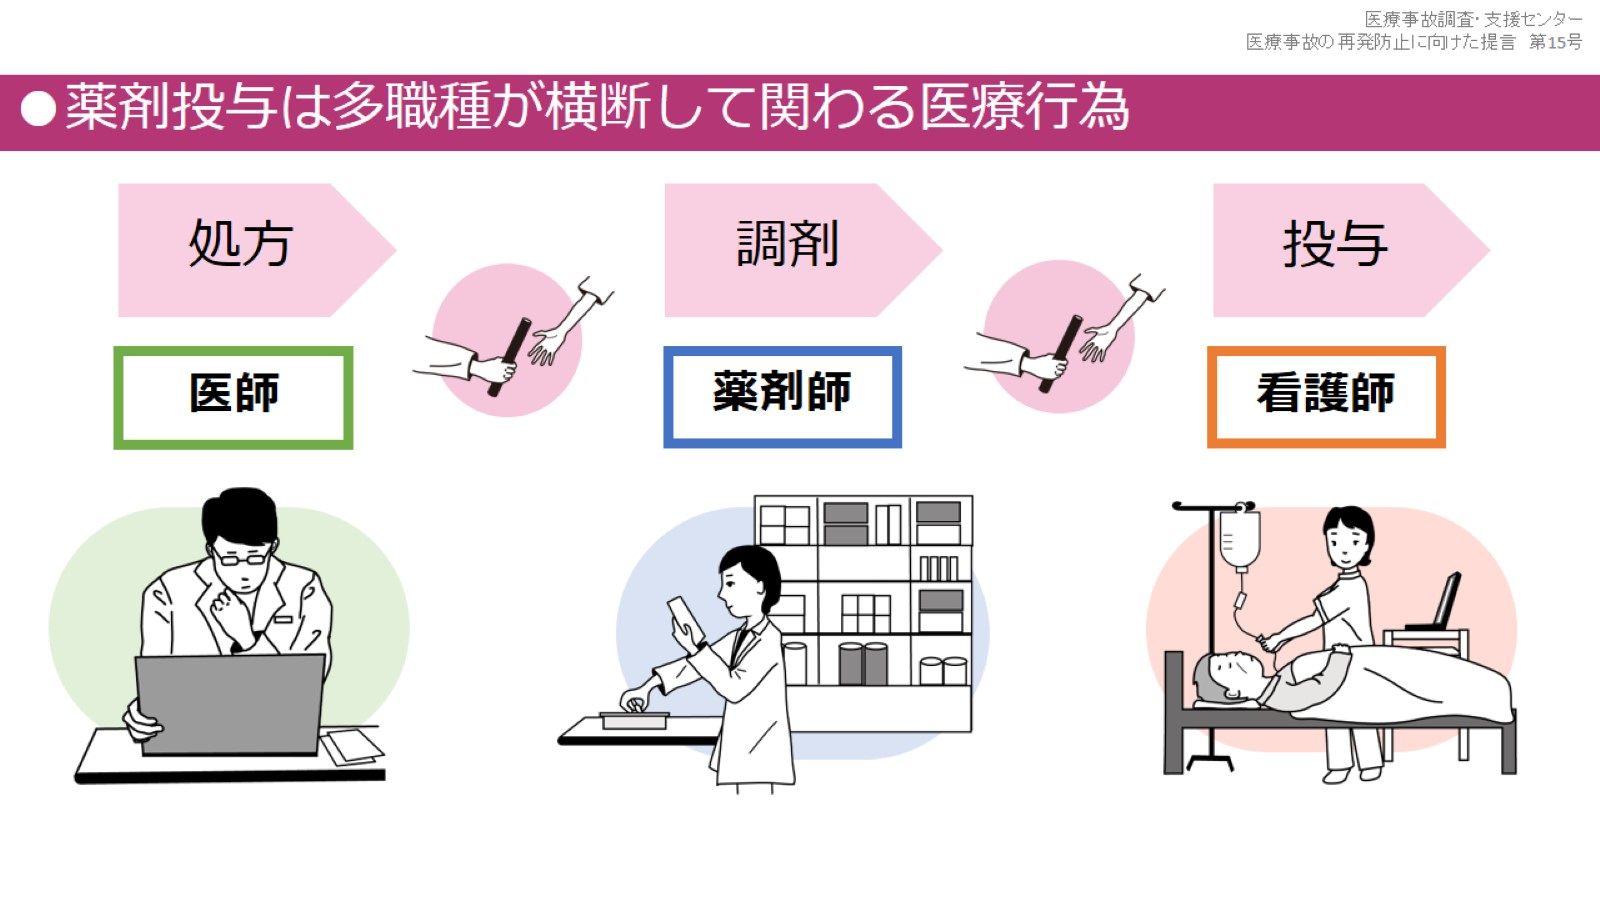 医療事故調査・支援センター
医療事故の再発防止に向けた提言　第15号
●薬剤投与は多職種が横断して関わる医療行為
処方
調剤
投与
医師
薬剤師
看護師